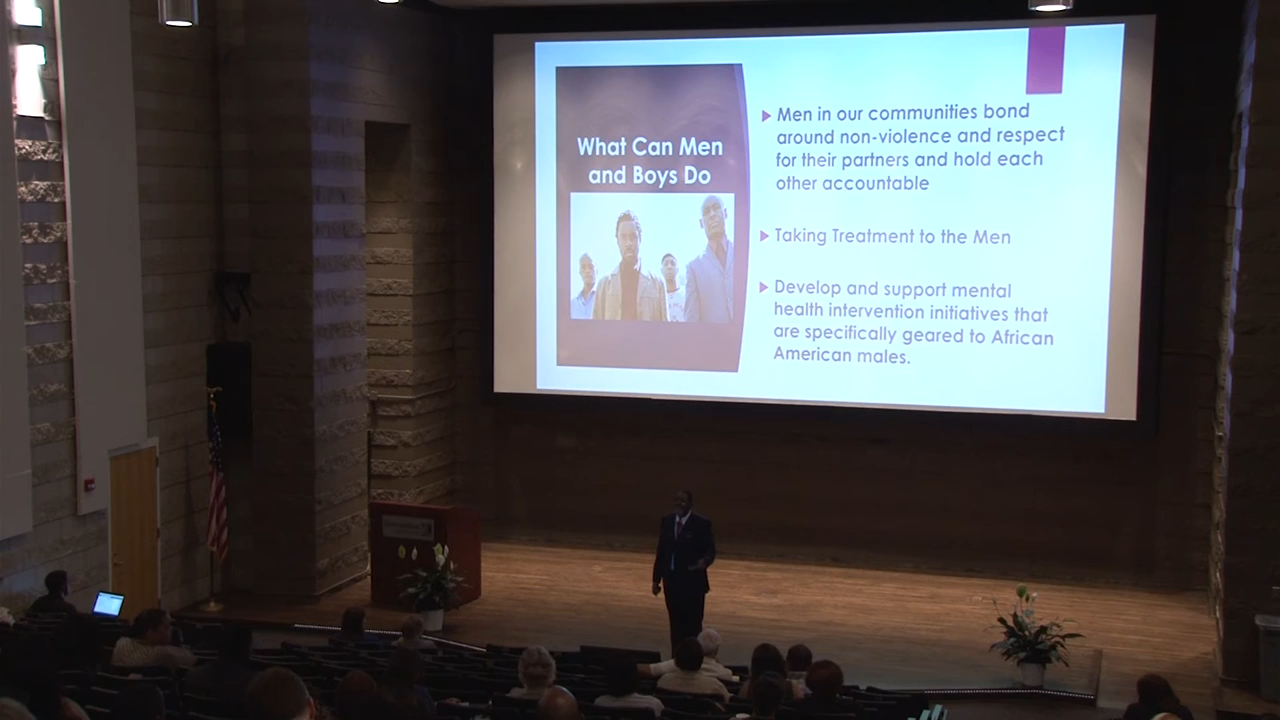 What Can Men
and Boys Do
Men in our communities bond
around non-violence and respect
for their partners and hold each
other accountable
Taking Treatment to the Men
Develop and support mental
health intervention initiatives that
are specifically geared to African
American males.